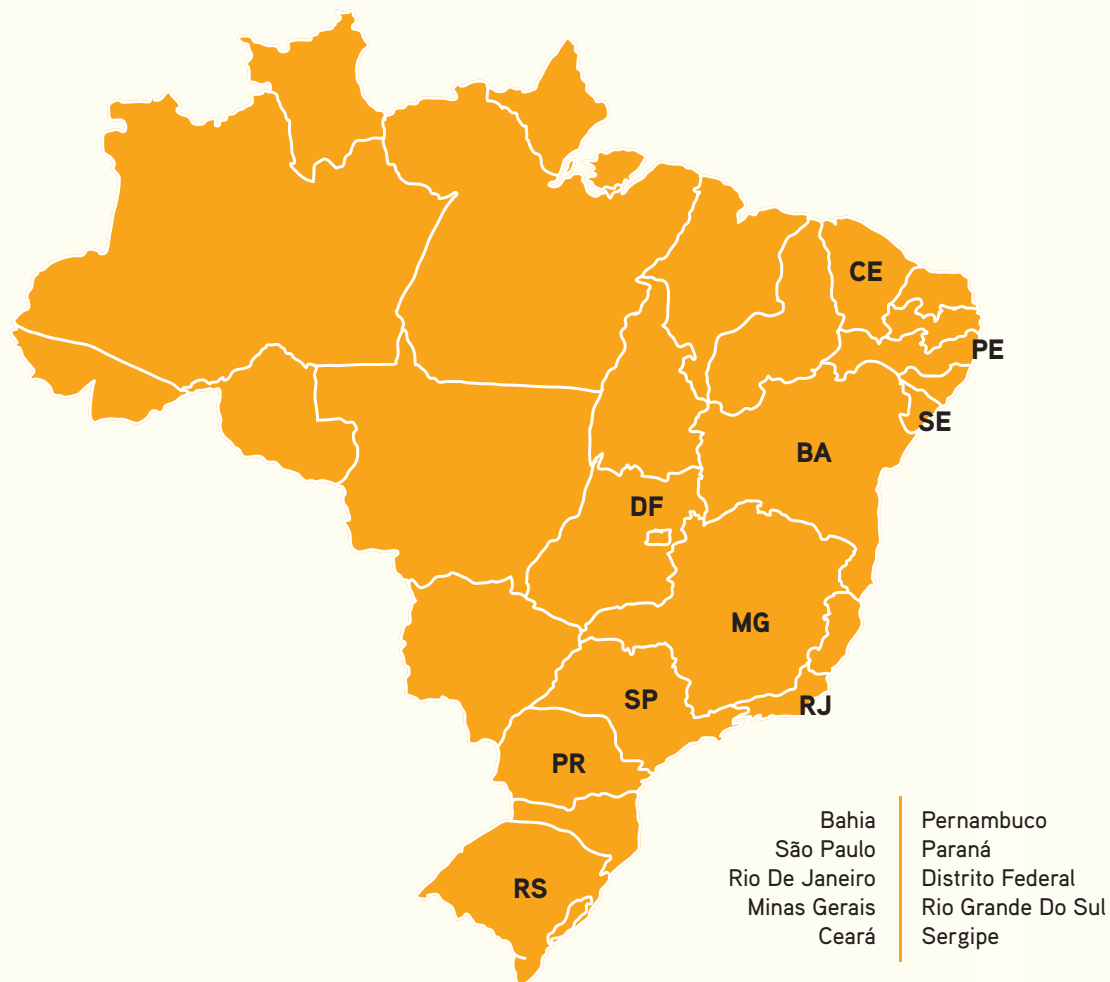 CE
PE
SE
BA
DF
MG
SP
RJ
PR
RS
Bahia
São Paulo
Rio De Janeiro
Minas Gerais
Ceará
Pernambuco
Paraná
Distrito Federal
Rio Grande Do Sul
Sergipe